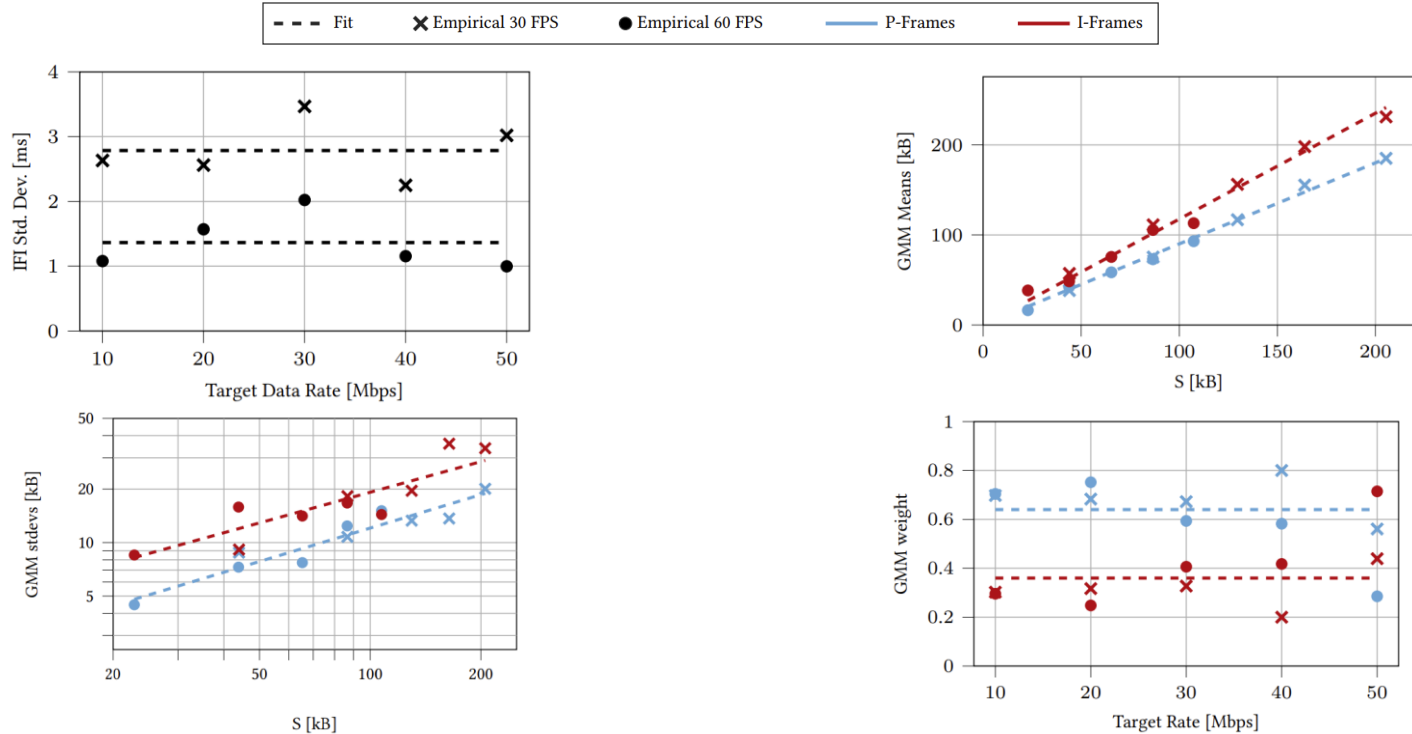 Fit Empirical 30 FPS Empirical 60 FPS P-Frames I-Frames
IFI Std. Dev. [ms]
4
3
2
1
0
10 20 30 40 50
Target Data Rate [Mbps]
GMM Means [kB]
200
100
0
0 50 100 150 200
S [kB]
GMM stdevs [kB]
50
20
10
5
20 50 100 200
S [kB]
GMM weight
1
0.8
0.6
0.4
0.2
0
10 20 30 40 50
Target Rate [Mbps]